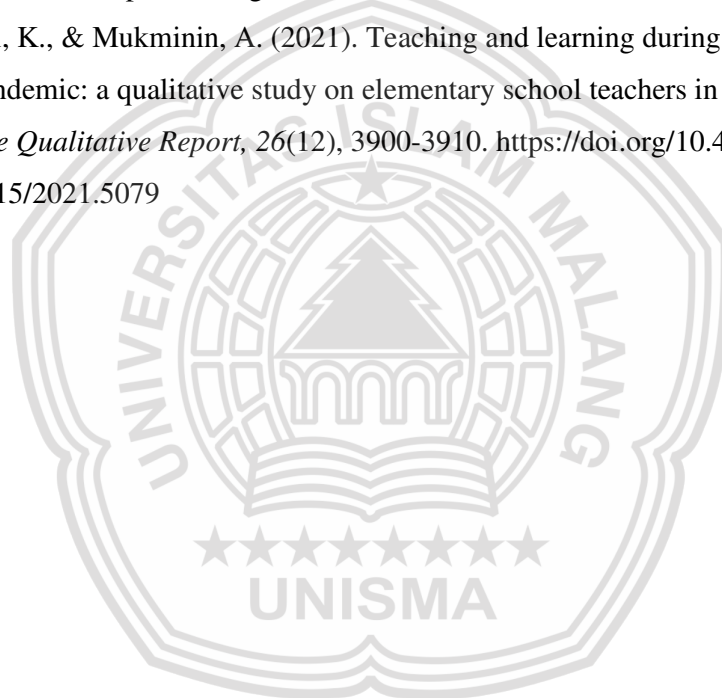 , K., & Mukminin, A. (2021). Teaching and learning during
ndemic: a qualitative study on elementary school teachers in
e Qualitative Report, 26(12), 3900-3910. https://doi.org/10.4
15/2021.5079
UNIVERSITAS ISLAM MALANG
UNISMA